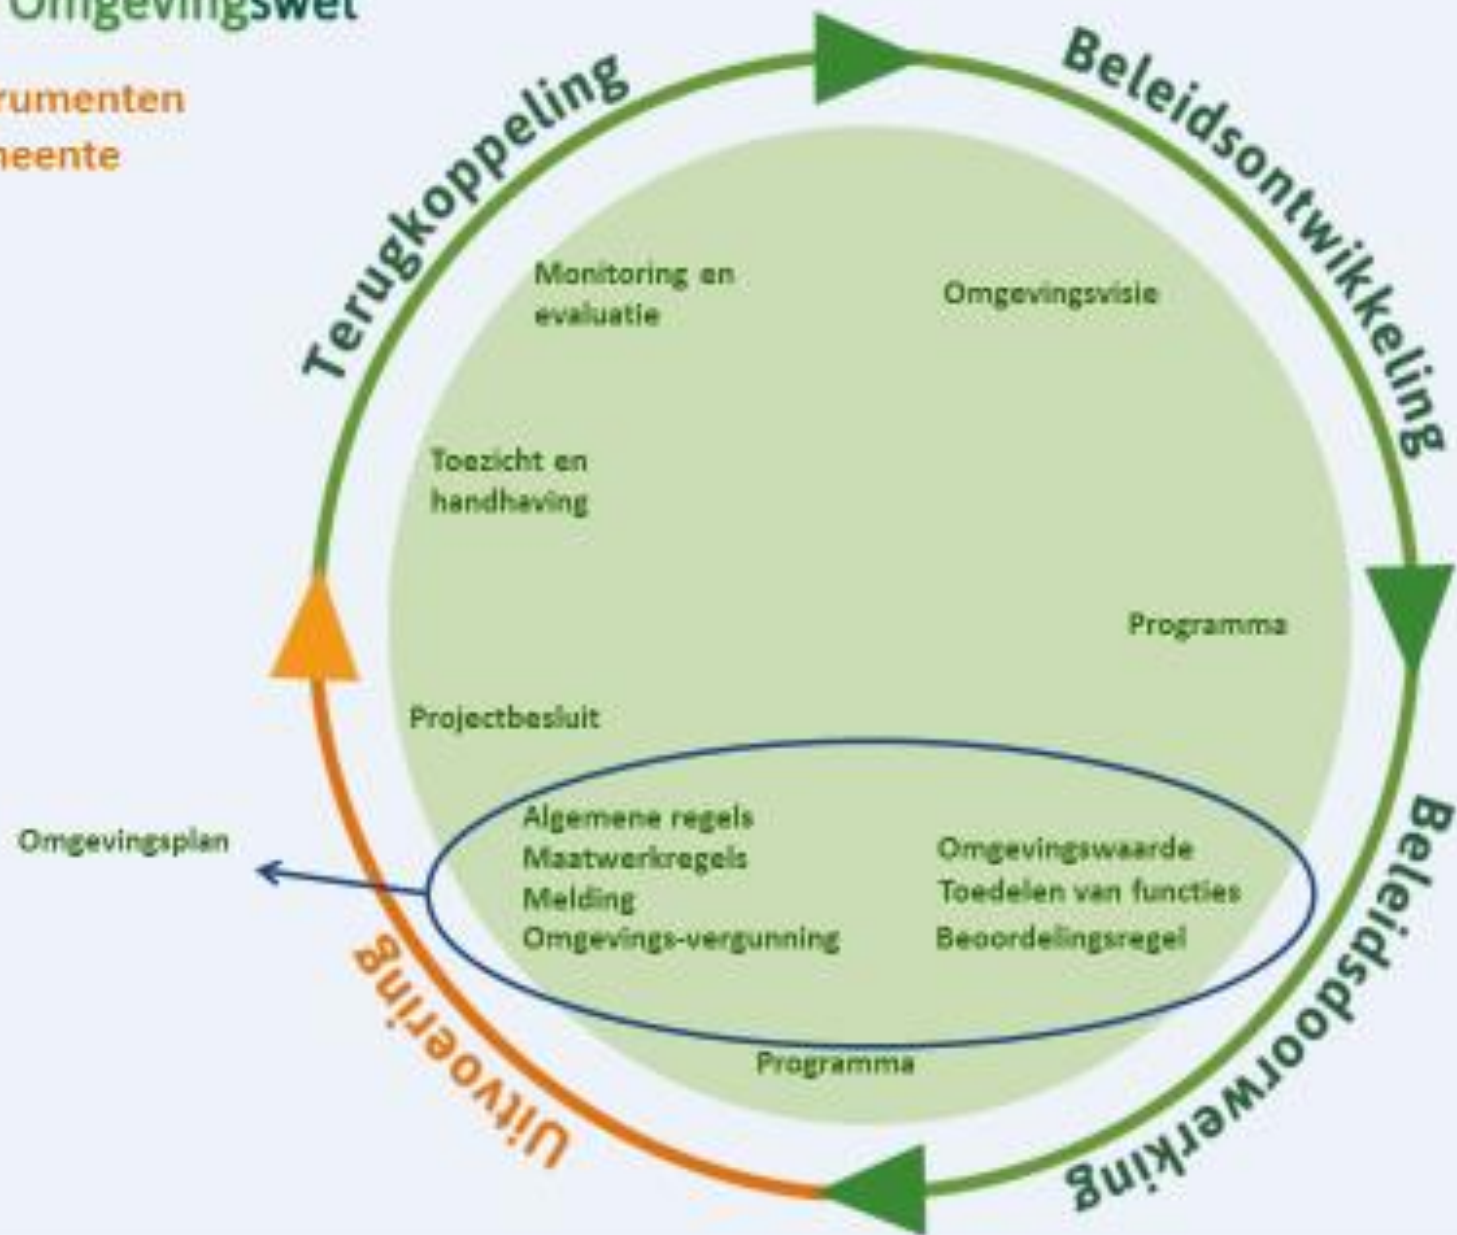 Omgevingswet
rumenten
neente
Terugkoppeling
Beleidsontwikkeling
Monitoring en
evaluatie
Omgevingsvisie
Toezicht en
handhaving
Programma
Projectbesluit
Omgevingsplan
Algemene regels
Maatwerkregels
Melding
Omgevings-vergunning
Omgevingswaarde
Toedelen van functies
Beoordelingsregel
Programma
Uitvoering
Beleidsdoorwerking